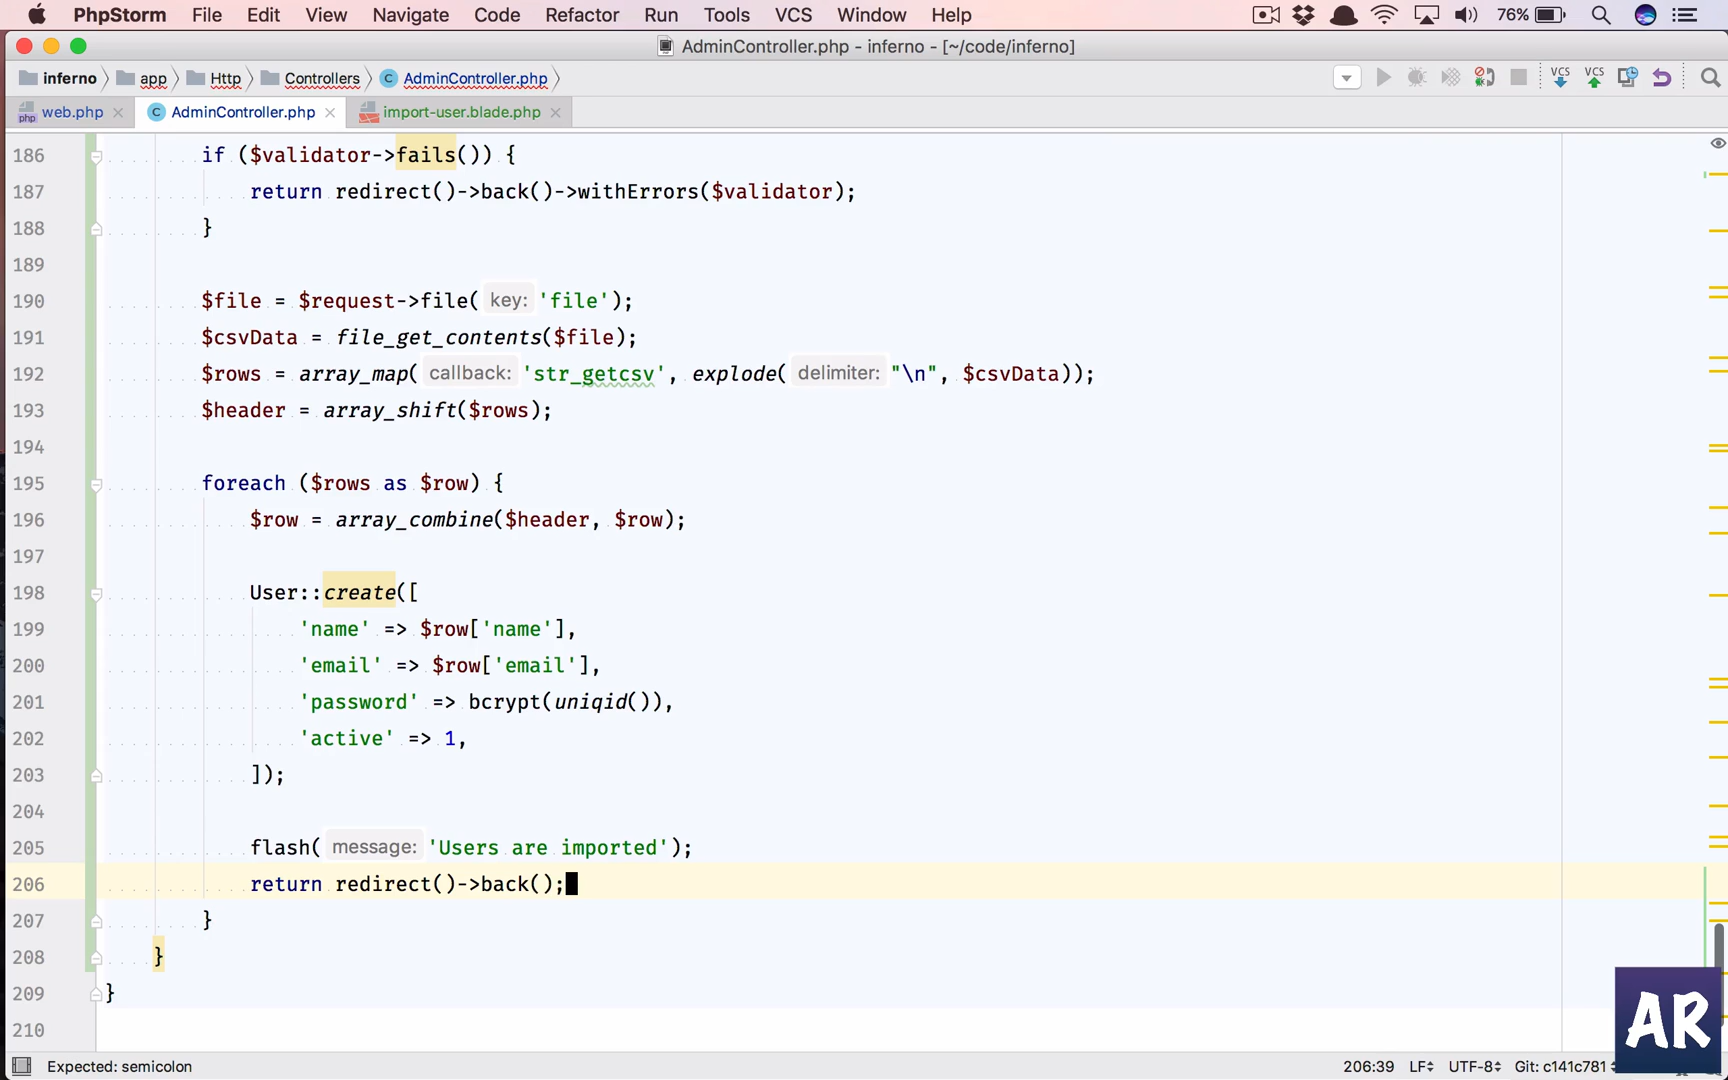 PhpStorm File Edit View Navigate Code Refactor Run Tools VCS Window Help 76%
AdminController.php - inferno - [~/code/inferno]
inferno app Http Controllers C AdminController.php VCS VCS
php web.php C AdminController.php import-user.blade.php
186 if ($validator->fails()) {
187 return redirect()->back()->withErrors($validator);
188 }
189
190 $file = $request->file( key: 'file');
191 $csvData = file_get_contents($file);
192 $rows = array_map( callback: 'str_getcsv', explode( delimiter: "\n", $csvData));
193 $header = array_shift($rows);
194
195 foreach ($rows as $row) {
196 $row = array_combine($header, $row);
197
198 User::create([
199 'name' => $row['name'],
200 'email' => $row['email'],
201 'password' => bcrypt(uniqid()),
202 'active' => 1,
203 ]);
204
205 flash( message: 'Users are imported');
206 return redirect()->back();
207 }
208 }
209 }
210
AR
Expected: semicolon 206:39 LF UTF-8 Git: c141c781